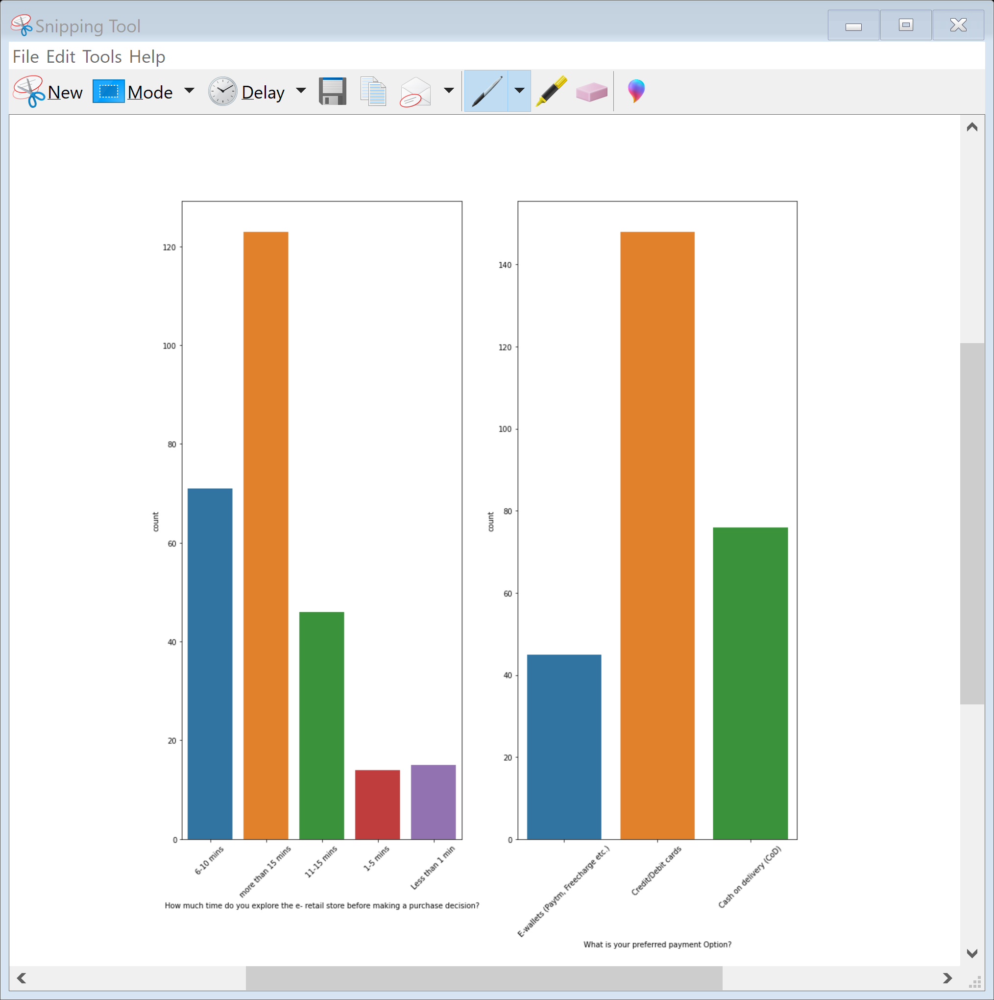 Snipping Tool
File Edit Tools Help
New Mode Delay
120
100
80
60
40
20
0
count
6-10 mins
more than 15 mins
11-15 mins
1-5 mins
Less than 1 min
How much time do you explore the e- retail store before making a purchase decision?
140
120
100
80
60
40
20
0
count
E-wallets (Paytm, Freecharge etc.)
Credit/Debit cards
Cash on delivery (CoD)
What is your preferred payment Option?